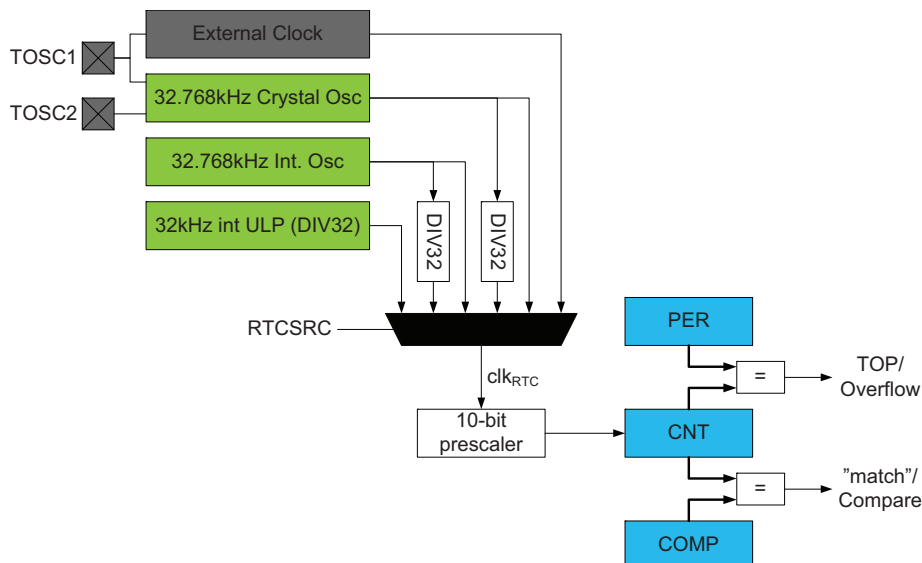 External Clock
TOSC1
32.768kHz Crystal Osc
TOSC2
32.768kHz Int. Osc
32kHz int ULP (DIV32)
DIV32
DIV32
RTCSRC
PER
clkRTC
=
TOP/
Overflow
10-bit
prescaler
CNT
=
”match”/
Compare
COMP